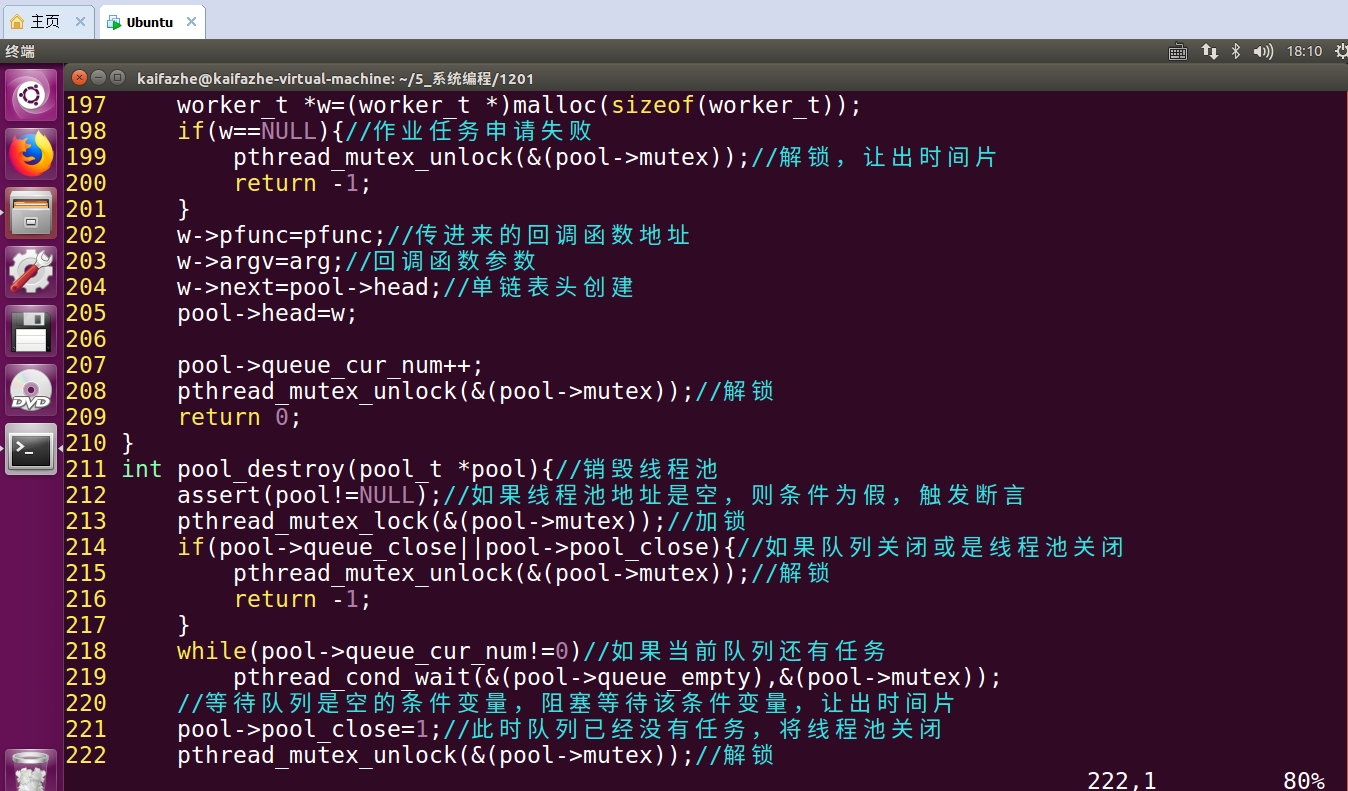 主页 × Ubuntu ×
终端 18:10
kaifazhe@kaifazhe-virtual-machine: ~/5_系统编程/1201
197     worker_t *w=(worker_t *)malloc(sizeof(worker_t));
198     if(w==NULL){//作业任务申请失败
199         pthread_mutex_unlock(&(pool->mutex));//解锁，让出时间片
200         return -1;
201     }
202     w->pfunc=pfunc;//传进来的回调函数地址
203     w->argv=arg;//回调函数参数
204     w->next=pool->head;//单链表头创建
205     pool->head=w;
206
207     pool->queue_cur_num++;
208     pthread_mutex_unlock(&(pool->mutex));//解锁
209     return 0;
210 }
211 int pool_destroy(pool_t *pool){//销毁线程池
212     assert(pool!=NULL);//如果线程池地址是空，则条件为假，触发断言
213     pthread_mutex_lock(&(pool->mutex));//加锁
214     if(pool->queue_close||pool->pool_close){//如果队列关闭或是线程池关闭
215         pthread_mutex_unlock(&(pool->mutex));//解锁
216         return -1;
217     }
218     while(pool->queue_cur_num!=0)//如果当前队列还有任务
219         pthread_cond_wait(&(pool->queue_empty),&(pool->mutex));
220     //等待队列是空的条件变量，阻塞等待该条件变量，让出时间片
221     pool->pool_close=1;//此时队列已经没有任务，将线程池关闭
222     pthread_mutex_unlock(&(pool->mutex));//解锁
DVD
222,1 80%